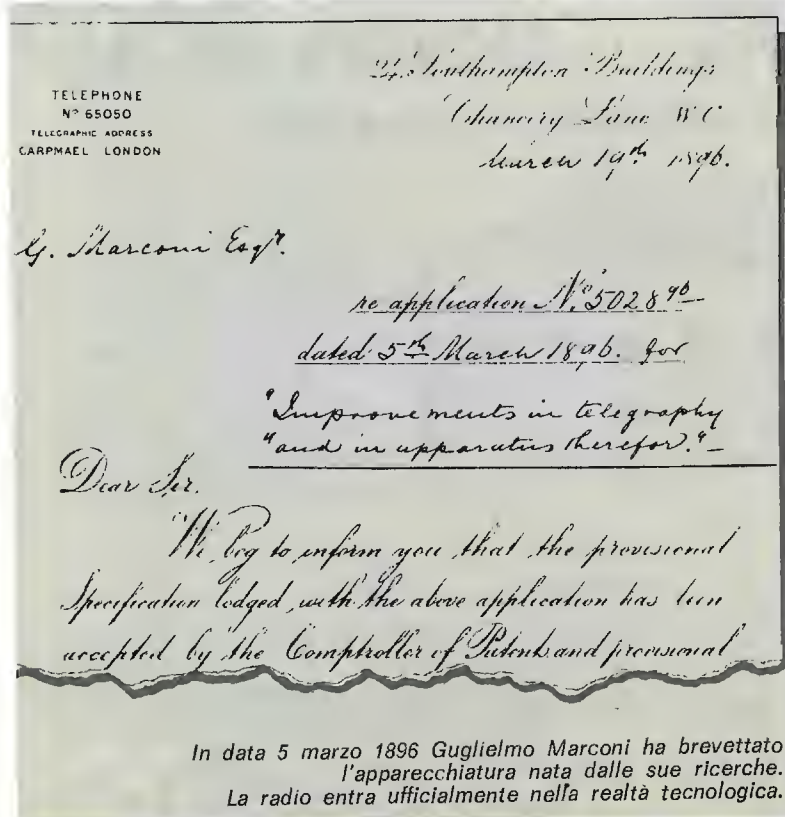 TELEPHONE
Nº 65050
TELEGRAPHIC ADDRESS
CARPMAEL LONDON
24. Southampton Buildings
Chancery Lane W C
March 19th 1896.
G. Marconi Esqr.
re application No. 5028 96
dated 5th March 1896. for
"Improvements in telegraphy
"and in apparatus therefor."
Dear Sir.
We beg to inform you that the provisional
Specification lodged with the above application has been
accepted by the Comptroller of Patents and provisional
In data 5 marzo 1896 Guglielmo Marconi ha brevettato
l'apparecchiatura nata dalle sue ricerche.
La radio entra ufficialmente nella realtà tecnologica.